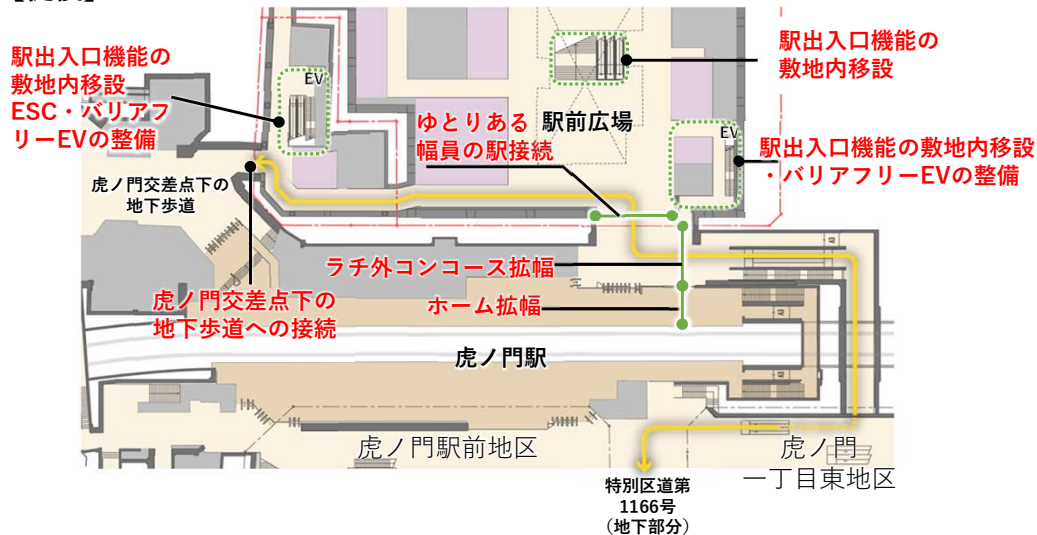 駅出入口機能の
敷地内移設
ESC・バリアフ
リーEVの整備
EV
駅出入口機能の
敷地内移設
ゆとりある
幅員の駅接続
駅前広場
EV
駅出入口機能の敷地内移設
・バリアフリーEVの整備
虎ノ門交差点下の
地下歩道
ラチ外コンコース拡幅
虎ノ門交差点下の
地下歩道への接続
ホーム拡幅
虎ノ門駅
虎ノ門駅前地区
虎ノ門
一丁目東地区
特別区道第
1166号
（地下部分）